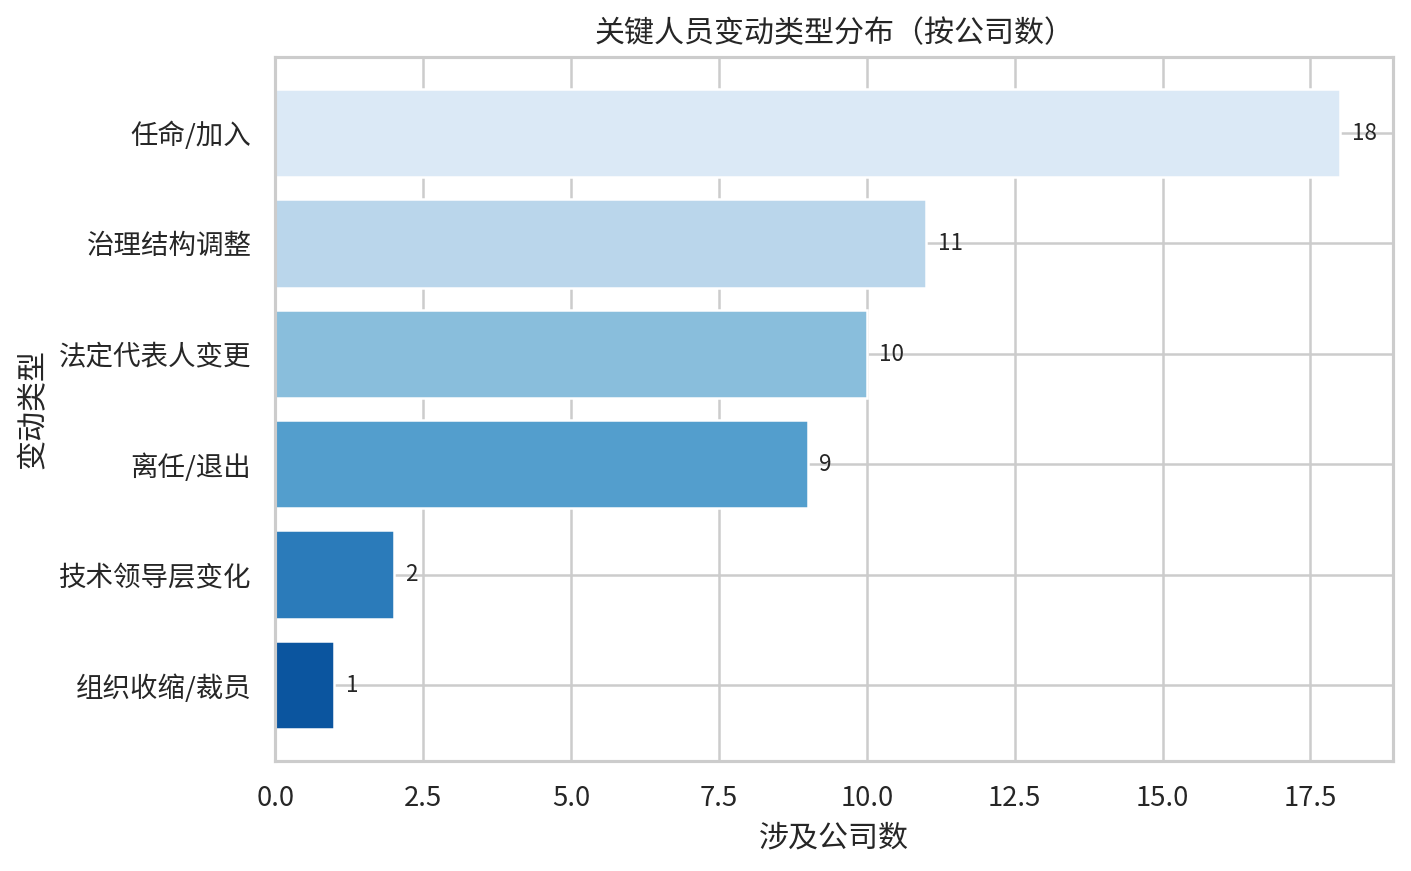 关键人员变动类型分布（按公司数）
变动类型
任命/加入 18
治理结构调整 11
法定代表人变更 10
离任/退出 9
技术领导层变化 2
组织收缩/裁员 1
0.0 2.5 5.0 7.5 10.0 12.5 15.0 17.5
涉及公司数